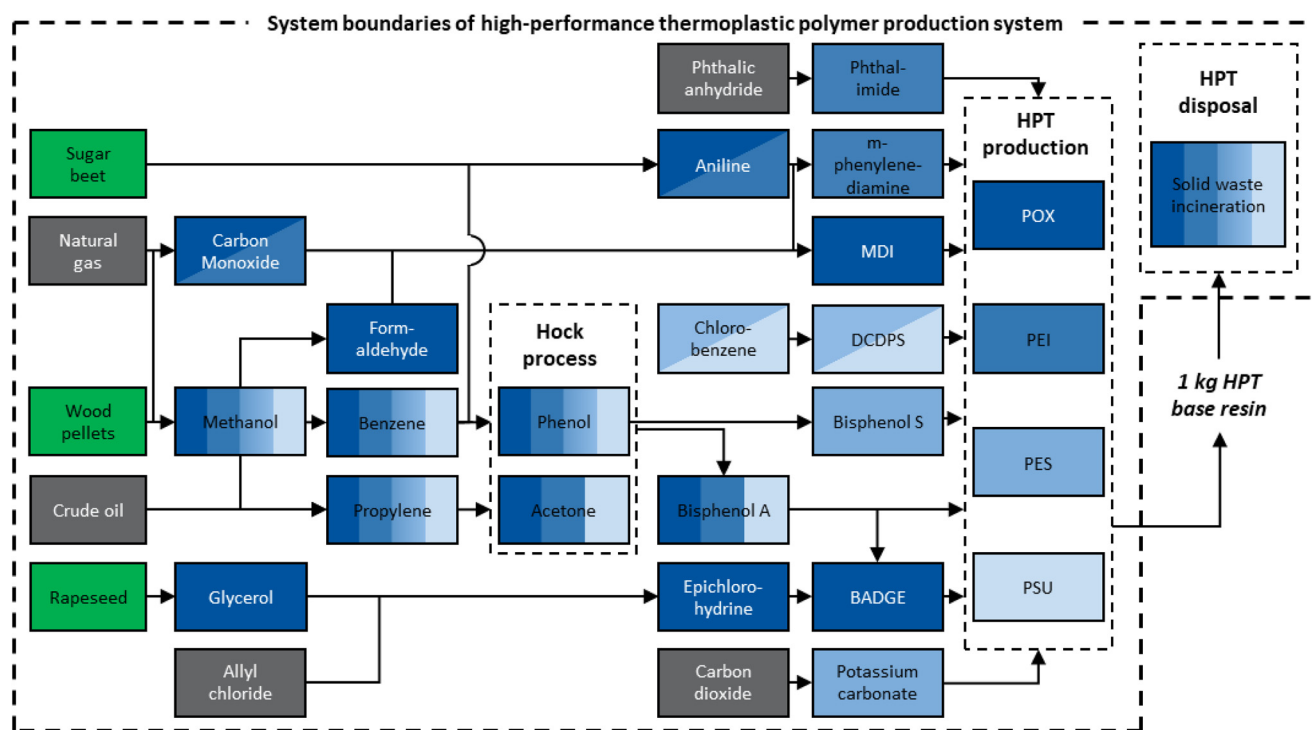 System boundaries of high-performance thermoplastic polymer production system
Phthalic
anhydride
Phthal-
imide
HPT
disposal
HPT
production
Sugar
beet
Aniline
m-
phenylene-
diamine
Solid waste
incineration
POX
Natural
gas
Carbon
Monoxide
MDI
Form-
aldehyde
Hock
process
Chloro-
benzene
DCDPS
PEI
1 kg HPT
base resin
Wood
pellets
Methanol
Benzene
Phenol
Bisphenol S
PES
Crude oil
Propylene
Acetone
Bisphenol A
Rapeseed
Glycerol
Epichloro-
hydrine
BADGE
PSU
Allyl
chloride
Carbon
dioxide
Potassium
carbonate